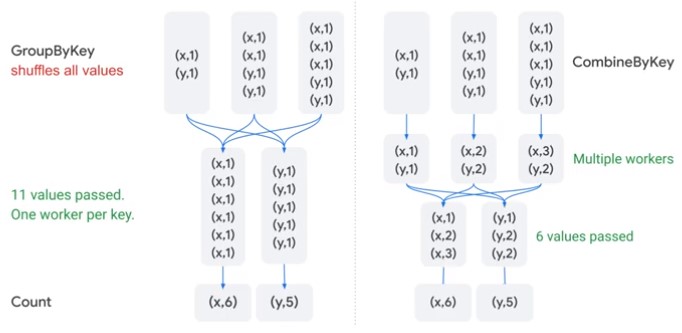 GroupByKey
shuffles all values
(x,1)
(y,1)
(x,1)
(x,1)
(y,1)
(y,1)
(x,1)
(x,1)
(x,1)
(y,1)
(y,1)
11 values passed.
One worker per key.
(x,1)
(x,1)
(x,1)
(x,1)
(x,1)
(x,1)
(y,1)
(y,1)
(y,1)
(y,1)
(y,1)
Count
(x,6)
(y,5)
CombineByKey
(x,1)
(y,1)
(x,1)
(x,1)
(y,1)
(y,1)
(x,1)
(x,1)
(x,1)
(y,1)
(y,1)
(x,1)
(y,1)
(x,2)
(y,2)
(x,3)
(y,2)
Multiple workers
(x,1)
(x,2)
(x,3)
(y,1)
(y,2)
(y,2)
6 values passed
(x,6)
(y,5)